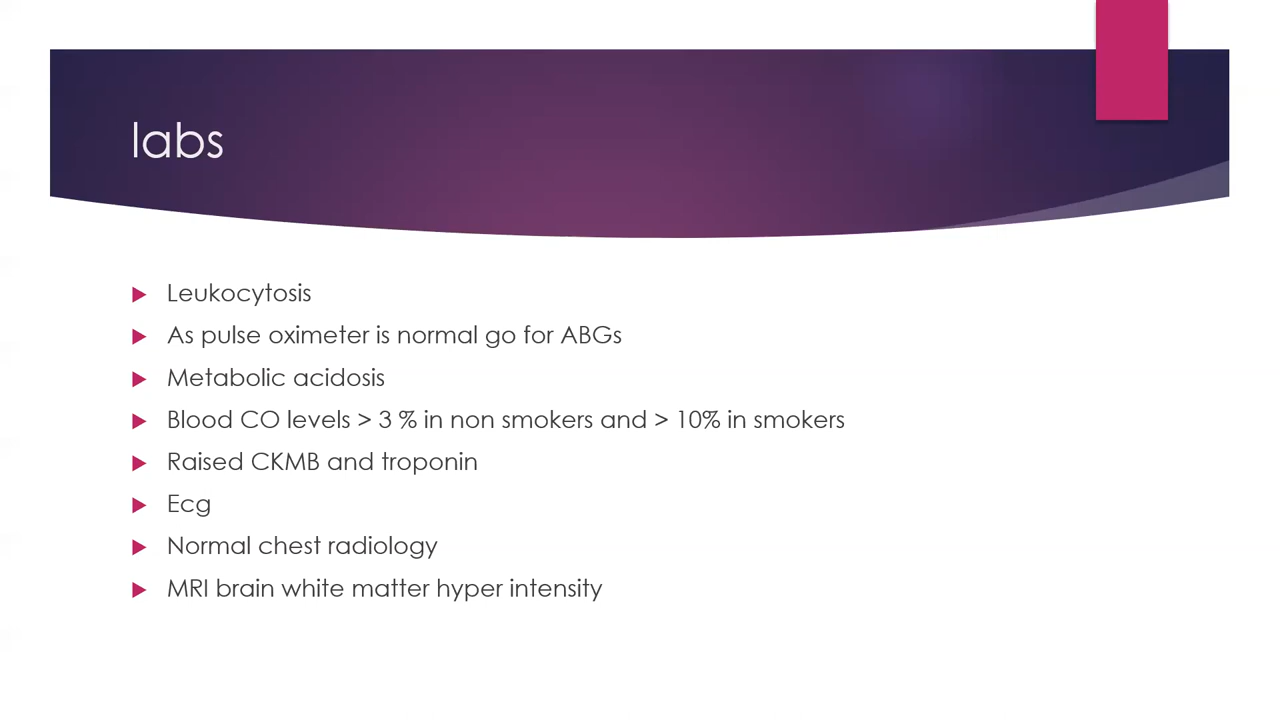 labs
Leukocytosis
As pulse oximeter is normal go for ABGs
Metabolic acidosis
Blood CO levels > 3 % in non smokers and > 10% in smokers
Raised CKMB and troponin
Ecg
Normal chest radiology
MRI brain white matter hyper intensity